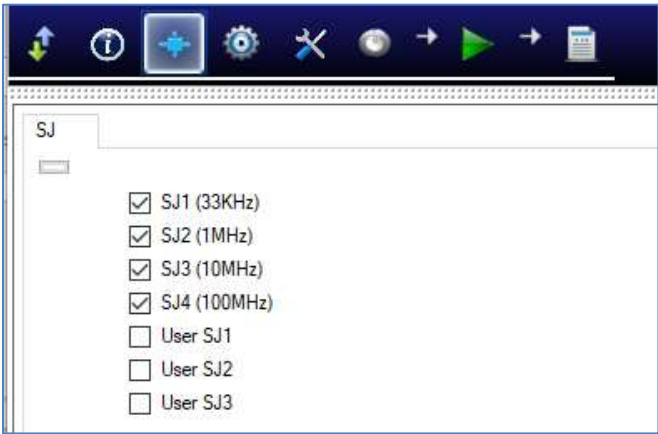 SJ
SJ1 (33KHz)
SJ2 (1MHz)
SJ3 (10MHz)
SJ4 (100MHz)
User SJ1
User SJ2
User SJ3